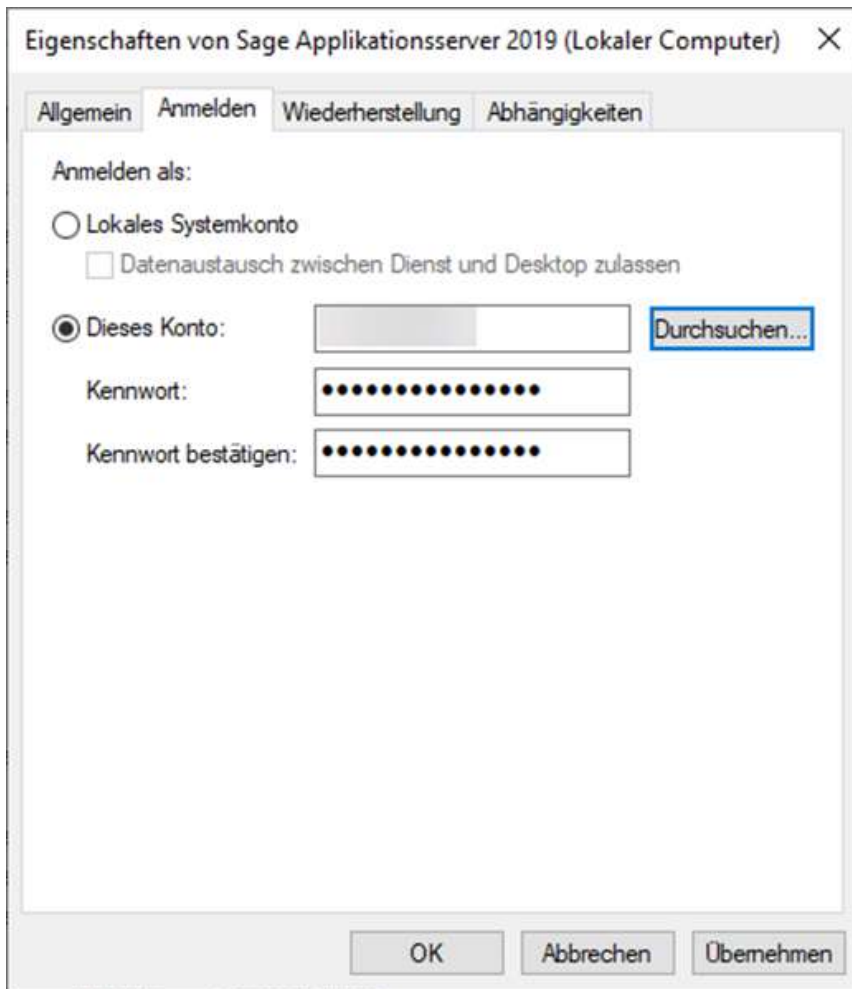 Eigenschaften von Sage Applikationsserver 2019 (Lokaler Computer)
Allgemein Anmelden Wiederherstellung Abhängigkeiten
Anmelden als:
Lokales Systemkonto
Datenaustausch zwischen Dienst und Desktop zulassen
Dieses Konto: Durchsuchen...
Kennwort: •••••••••••••••
Kennwort bestätigen: •••••••••••••••
OK Abbrechen Übernehmen